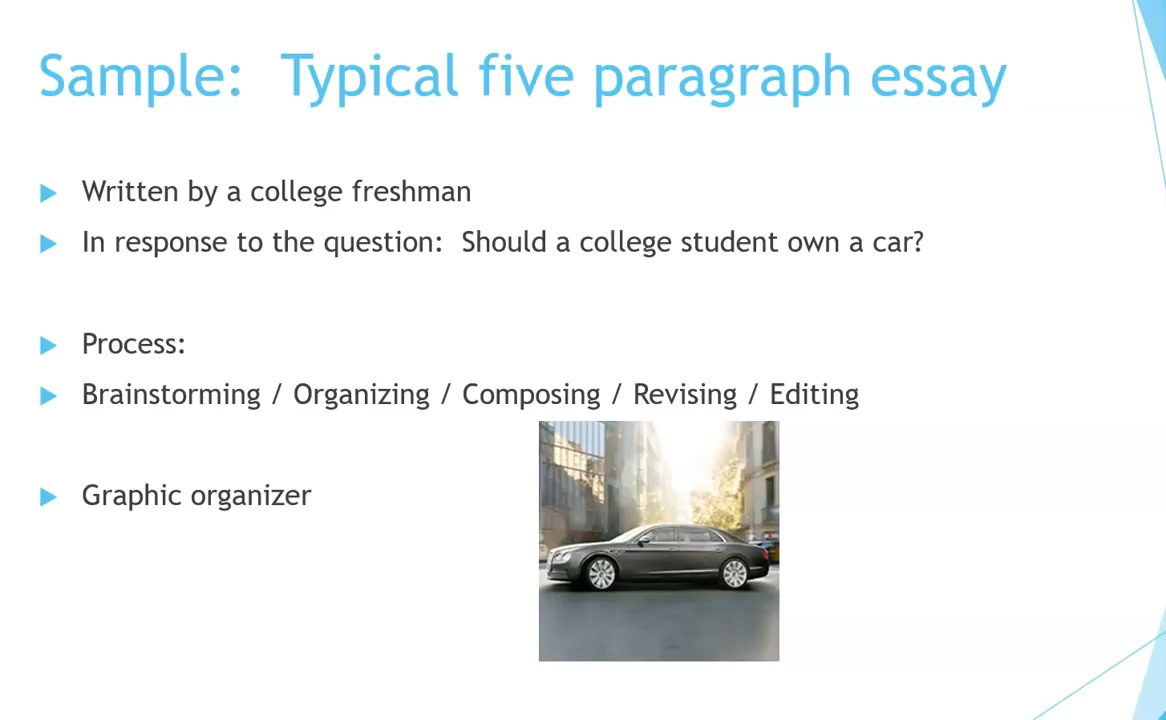 Sample: Typical five paragraph essay
Written by a college freshman
In response to the question: Should a college student own a car?
Process:
Brainstorming / Organizing / Composing / Revising / Editing
Graphic organizer